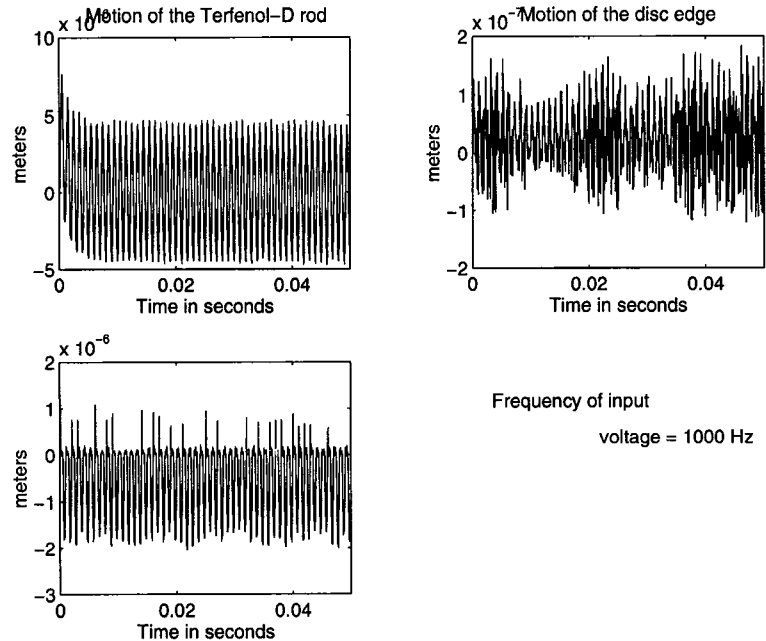 Motion of the Terfenol–D rod
x 10
10
5
0
−5
meters
0 0.02 0.04
Time in seconds
Motion of the disc edge
x 10⁻⁷
2
1
0
−1
−2
meters
0 0.02 0.04
Time in seconds
x 10⁻⁶
2
1
0
−1
−2
−3
meters
0 0.02 0.04
Time in seconds
Frequency of input
voltage = 1000 Hz